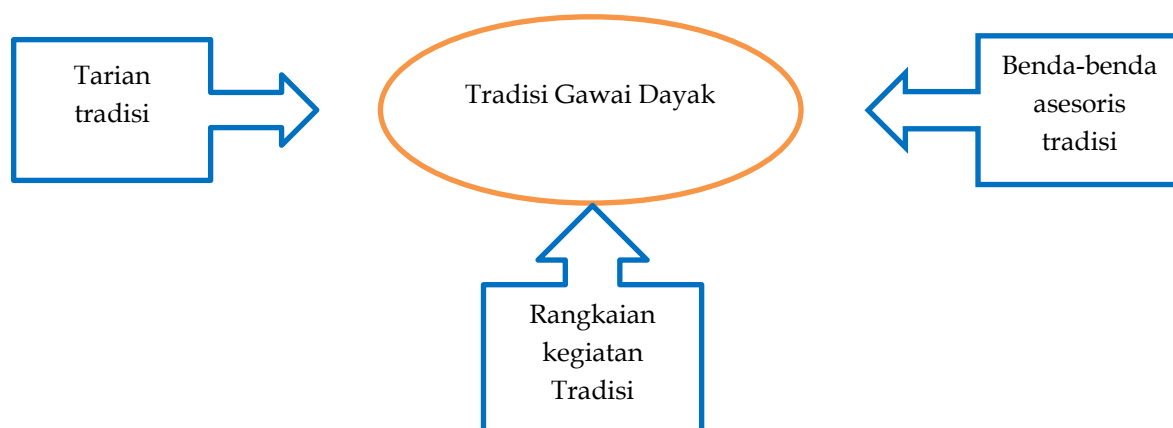 Tarian
tradisi
Tradisi Gawai Dayak
Benda-benda
asesoris
tradisi
Rangkaian
kegiatan
Tradisi